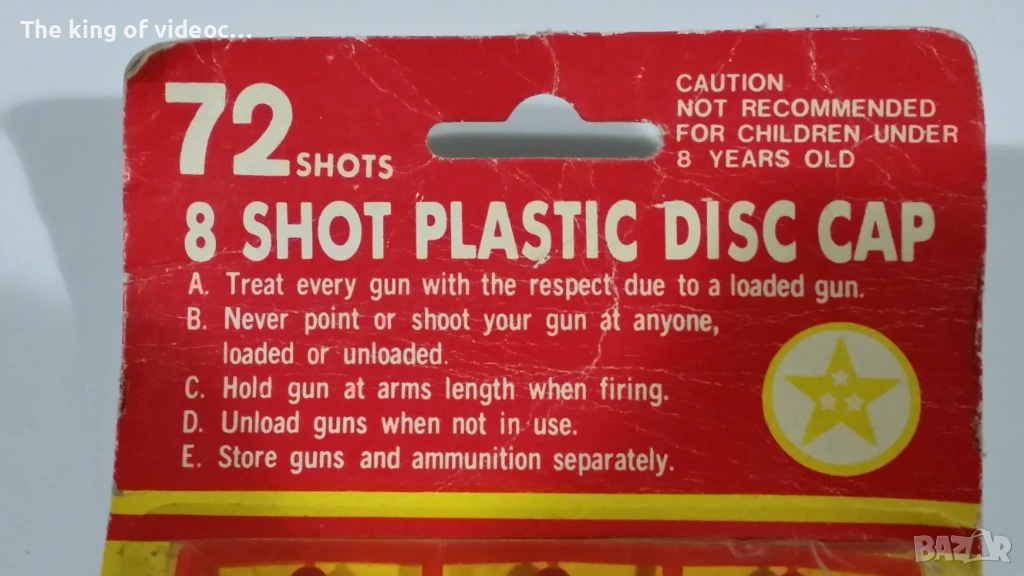 The king of videoc...
72 SHOTS
CAUTION
NOT RECOMMENDED
FOR CHILDREN UNDER
8 YEARS OLD
8 SHOT PLASTIC DISC CAP
A. Treat every gun with the respect due to a loaded gun.
B. Never point or shoot your gun at anyone,
loaded or unloaded.
C. Hold gun at arms length when firing.
D. Unload guns when not in use.
E. Store guns and ammunition separately.
BAZAR